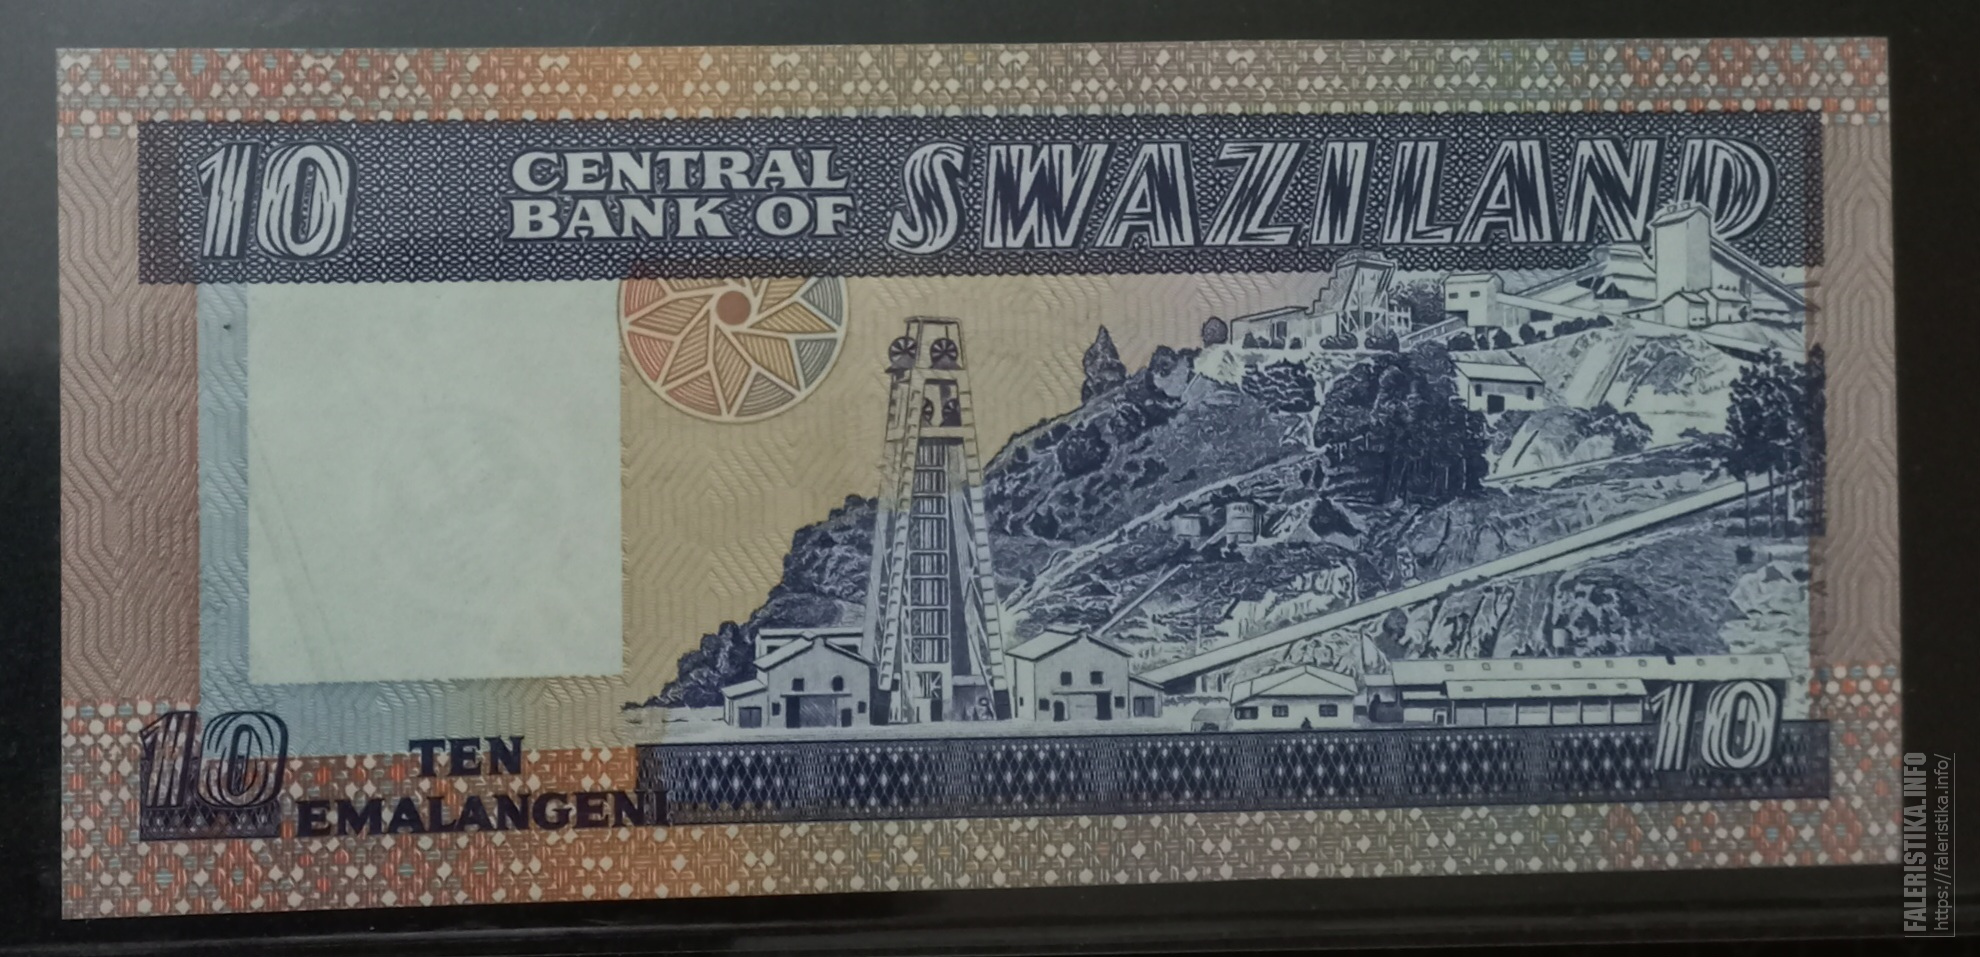 10
CENTRAL
BANK OF
SWAZILAND
10
TEN
EMALANGENI
10
FALERISTIKA.INFO
https://faleristika.info/